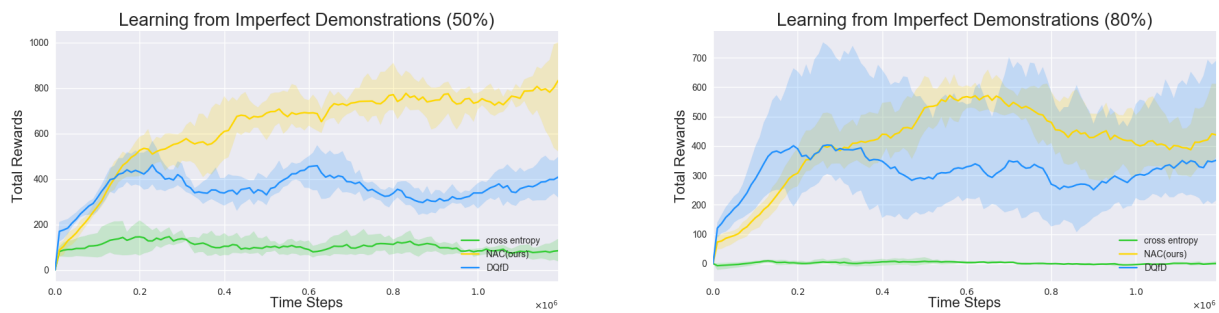 Learning from Imperfect Demonstrations (50%)
1000
800
600
400
200
0
Total Rewards
cross entropy
NAC(ours)
DQfD
0.0 0.2 0.4 0.6 0.8 1.0
×10⁶
Time Steps
Learning from Imperfect Demonstrations (80%)
700
600
500
400
300
200
100
0
Total Rewards
cross entropy
NAC(ours)
DQfD
0.0 0.2 0.4 0.6 0.8 1.0
×10⁶
Time Steps